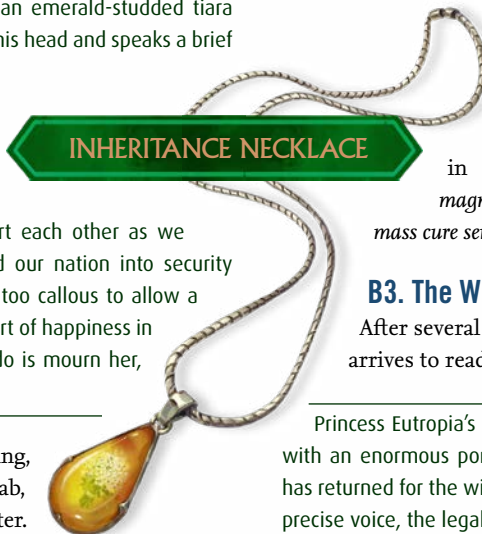 an emerald-studded tiara
his head and speaks a brief
INHERITANCE NECKLACE
rt each other as we
d our nation into security
too callous to allow a
rt of happiness in
lo is mourn her,
ng,
ab,
ter.
in
magn
mass cure se
B3. The W
After several
arrives to read
Princess Eutropia's
with an enormous por
has returned for the wi
precise voice, the legal